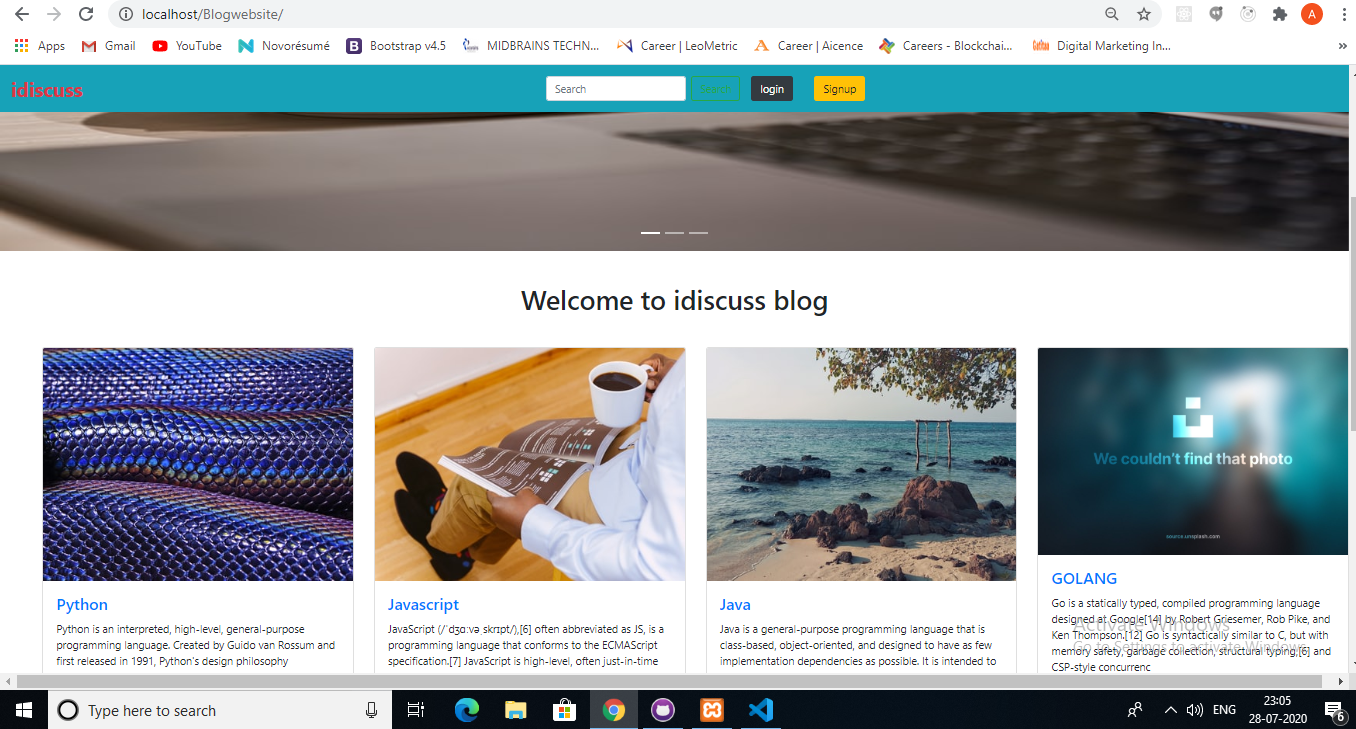 localhost/Blogwebsite/
A
Apps
Gmail
YouTube
Novorésumé
B
Bootstrap v4.5
MIDBRAINS TECHN...
Career | LeoMetric
Career | Aicence
Careers - Blockchai...
Digital Marketing In...
»
idiscuss
Search
Search
login
Signup
Welcome to idiscuss blog
We couldn't find that photo
source.unsplash.com
Python
Python is an interpreted, high-level, general-purpose
programming language. Created by Guido van Rossum and
first released in 1991, Python's design philosophy
Javascript
JavaScript (/ˈdʒɑːvəˌskrɪpt/),[6] often abbreviated as JS, is a
programming language that conforms to the ECMAScript
specification.[7] JavaScript is high-level, often just-in-time
Java
Java is a general-purpose programming language that is
class-based, object-oriented, and designed to have as few
implementation dependencies as possible. It is intended to
GOLANG
Go is a statically typed, compiled programming language
designed at Google[14] by Robert Griesemer, Rob Pike, and
Ken Thompson.[12] Go is syntactically similar to C, but with
memory safety, garbage collection, structural typing,[6] and
CSP-style concurrenc
Activate Windows
Go to Settings to activate Windows.
Type here to search
ENG
23:05
28-07-2020
6